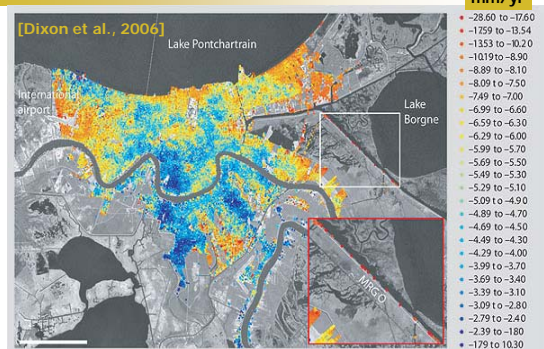 mm/yr
[Dixon et al., 2006]
Lake Pontchartrain
International
airport
Lake
Borgne
MRGO
−28.60 to −17.60
−17.59 to −13.54
−13.53 to −10.20
−10.19 to −8.90
−8.89 to −8.10
−8.09 to −7.50
−7.49 to −7.00
−6.99 to −6.60
−6.59 to −6.30
−6.29 to −6.00
−5.99 to −5.70
−5.69 to −5.50
−5.49 to −5.30
−5.29 to −5.10
−5.09 to −4.90
−4.89 to −4.70
−4.69 to −4.50
−4.49 to −4.30
−4.29 to −4.00
−3.99 to −3.70
−3.69 to −3.40
−3.39 to −3.10
−3.09 to −2.80
−2.79 to −2.40
−2.39 to −1.80
−1.79 10.30